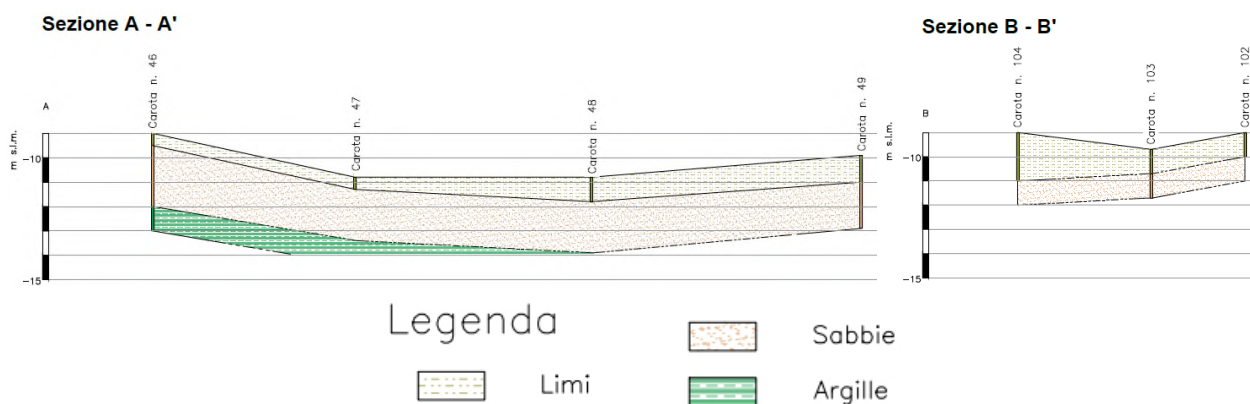 Sezione A - A'
Sezione B - B'
A
m s.l.m.
-10
-15
Carota n. 46
Carota n. 47
Carota n. 48
Carota n. 49
B
m s.l.m.
-10
-15
Carota n. 104
Carota n. 103
Carota n. 102
Legenda
Limi
Sabbie
Argille